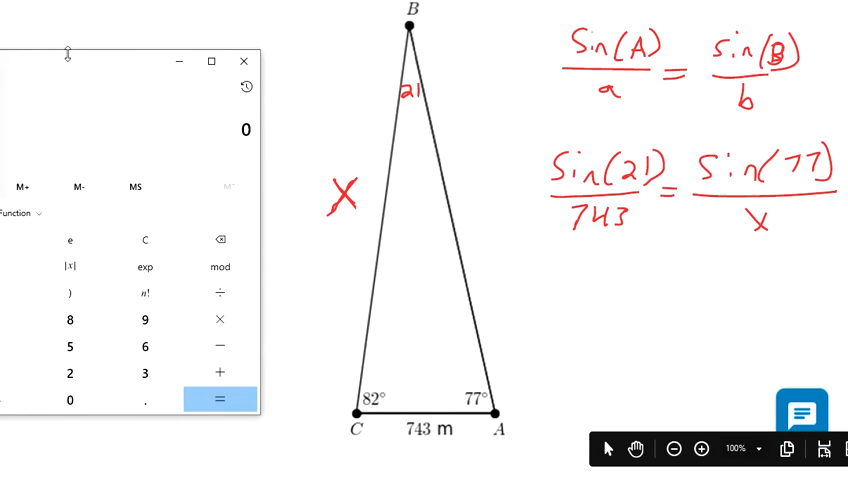 B
Sin(A) / a = sin(B) / b
21
0
M+ M- MS M˅
Function
Sin(21) / 743 = Sin(77) / X
X
e C
|x| exp mod
) n! ÷
8 9 ×
5 6 −
2 3 +
0 . =
82° 77°
C 743 m A
100%